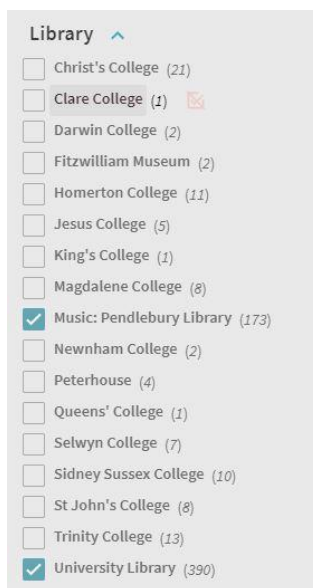 Library
Christ's College (21)
Clare College (1)
Darwin College (2)
Fitzwilliam Museum (2)
Homerton College (11)
Jesus College (5)
King's College (1)
Magdalene College (8)
Music: Pendlebury Library (173)
Newnham College (2)
Peterhouse (4)
Queens' College (1)
Selwyn College (7)
Sidney Sussex College (10)
St John's College (8)
Trinity College (13)
University Library (390)